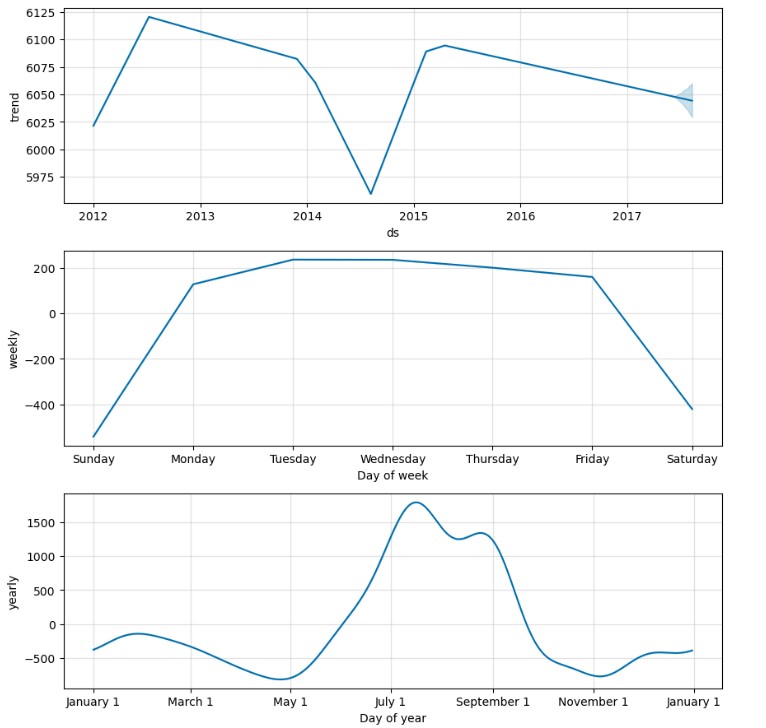 6125
6100
6075
6050
6025
6000
5975
trend
2012 2013 2014 2015 2016 2017
ds
200
0
−200
−400
weekly
Sunday Monday Tuesday Wednesday Thursday Friday Saturday
Day of week
1500
1000
500
0
−500
yearly
January 1 March 1 May 1 July 1 September 1 November 1 January 1
Day of year